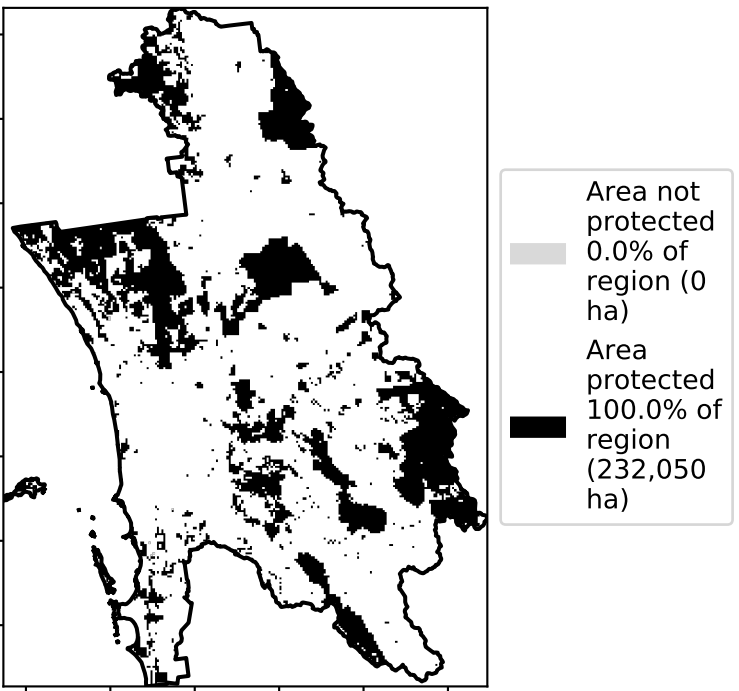 Area not
protected
0.0% of
region (0
ha)
Area
protected
100.0% of
region
(232,050
ha)